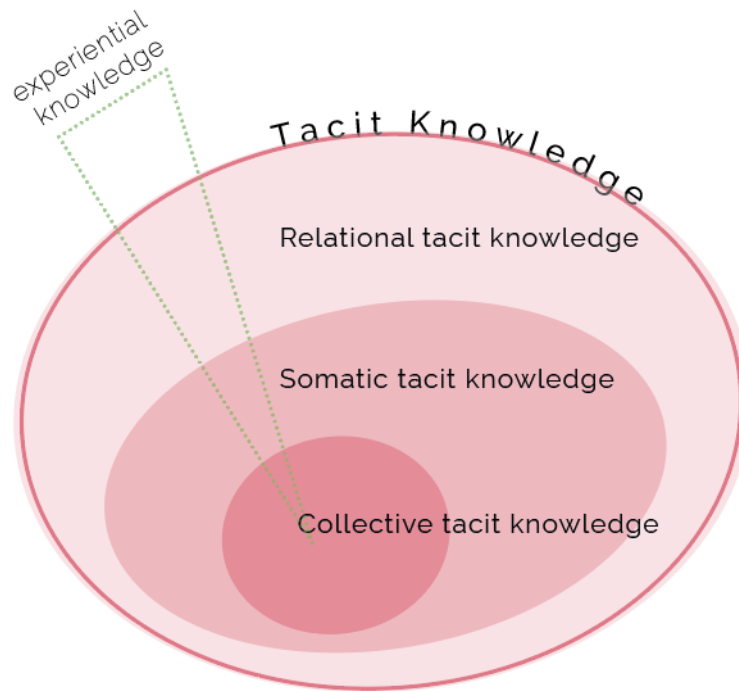 experiential
knowledge
Tacit Knowledge
Relational tacit knowledge
Somatic tacit knowledge
Collective tacit knowledge